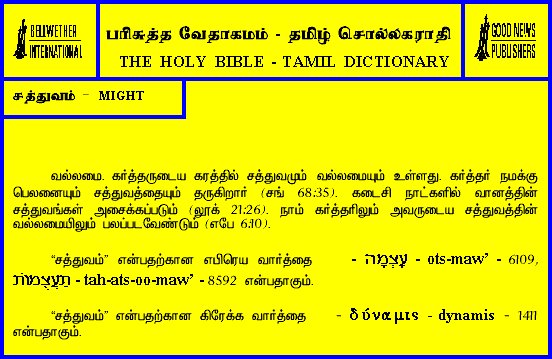 BELLWETHER
INTERNATIONAL
பரிசுத்த வேதாகமம் - தமிழ் சொல்லகராதி
THE HOLY BIBLE - TAMIL DICTIONARY
GOOD NEWS
PUBLISHERS
சத்துவம் - MIGHT
வல்லமை. கர்த்தருடைய கரத்தில் சத்துவமும் வல்லமையும் உள்ளது. கர்த்தர் நமக்கு
பெலனையும் சத்துவத்தையும் தருகிறார் (சங் 68:35). கடைசி நாட்களில் வானத்தின்
சத்துவங்கள் அசைக்கப்படும் (லூக் 21:26). நாம் கர்த்தரிலும் அவருடைய சத்துவத்தின்
வல்லமையிலும் பலப்படவேண்டும் (எபே 6:10).
“சத்துவம்” என்பதற்கான எபிரெய வார்த்தை - עָצְמָה - ots-maw’ - 6109,
תַּעֲצֻמוֹת - tah-ats-oo-maw’ - 8592 என்பதாகும்.
“சத்துவம்” என்பதற்கான கிரேக்க வார்த்தை - δύναμις - dynamis - 1411
என்பதாகும்.